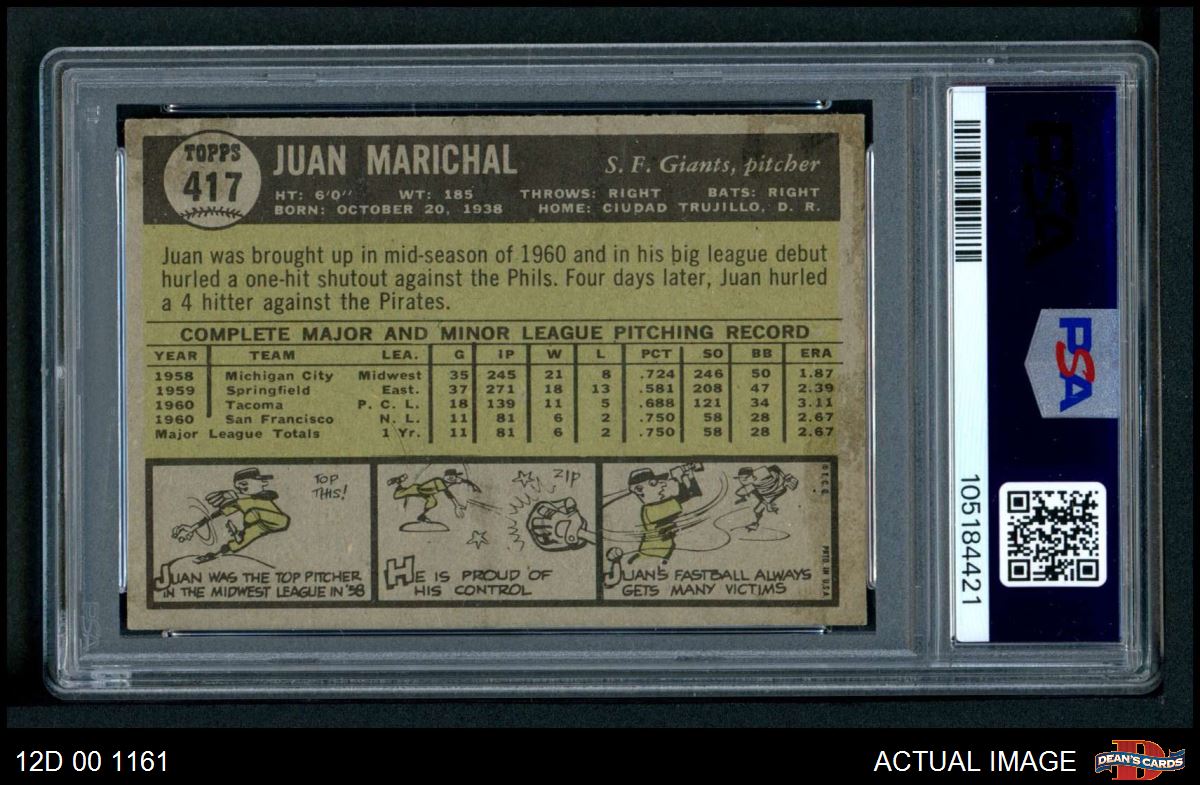 TOPPS
417
JUAN MARICHAL
S. F. Giants, pitcher
HT: 6'0" WT: 185 THROWS: RIGHT BATS: RIGHT
BORN: OCTOBER 20, 1938 HOME: CIUDAD TRUJILLO, D. R.
Juan was brought up in mid-season of 1960 and in his big league debut
hurled a one-hit shutout against the Phils. Four days later, Juan hurled
a 4 hitter against the Pirates.
COMPLETE MAJOR AND MINOR LEAGUE PITCHING RECORD
YEAR TEAM LEA. G IP W L PCT SO BB ERA
1958 Michigan City Midwest 35 245 21 8 .724 246 50 1.87
1959 Springfield East. 37 271 18 13 .581 208 47 2.39
1960 Tacoma P. C. L. 18 139 11 5 .688 121 34 3.11
1960 San Francisco N. L. 11 81 6 2 .750 58 28 2.67
Major League Totals 1 Yr. 11 81 6 2 .750 58 28 2.67
TOP
THIS!
JUAN WAS THE TOP PITCHER
IN THE MIDWEST LEAGUE IN '58
ZIP
HE IS PROUD OF
HIS CONTROL
JUAN'S FASTBALL ALWAYS
GETS MANY VICTIMS
© T. C. G.
PRTD. IN U.S.A.
PSA
PSA
105184421
12D 00 1161
ACTUAL IMAGE
D
DEAN'S CARDS